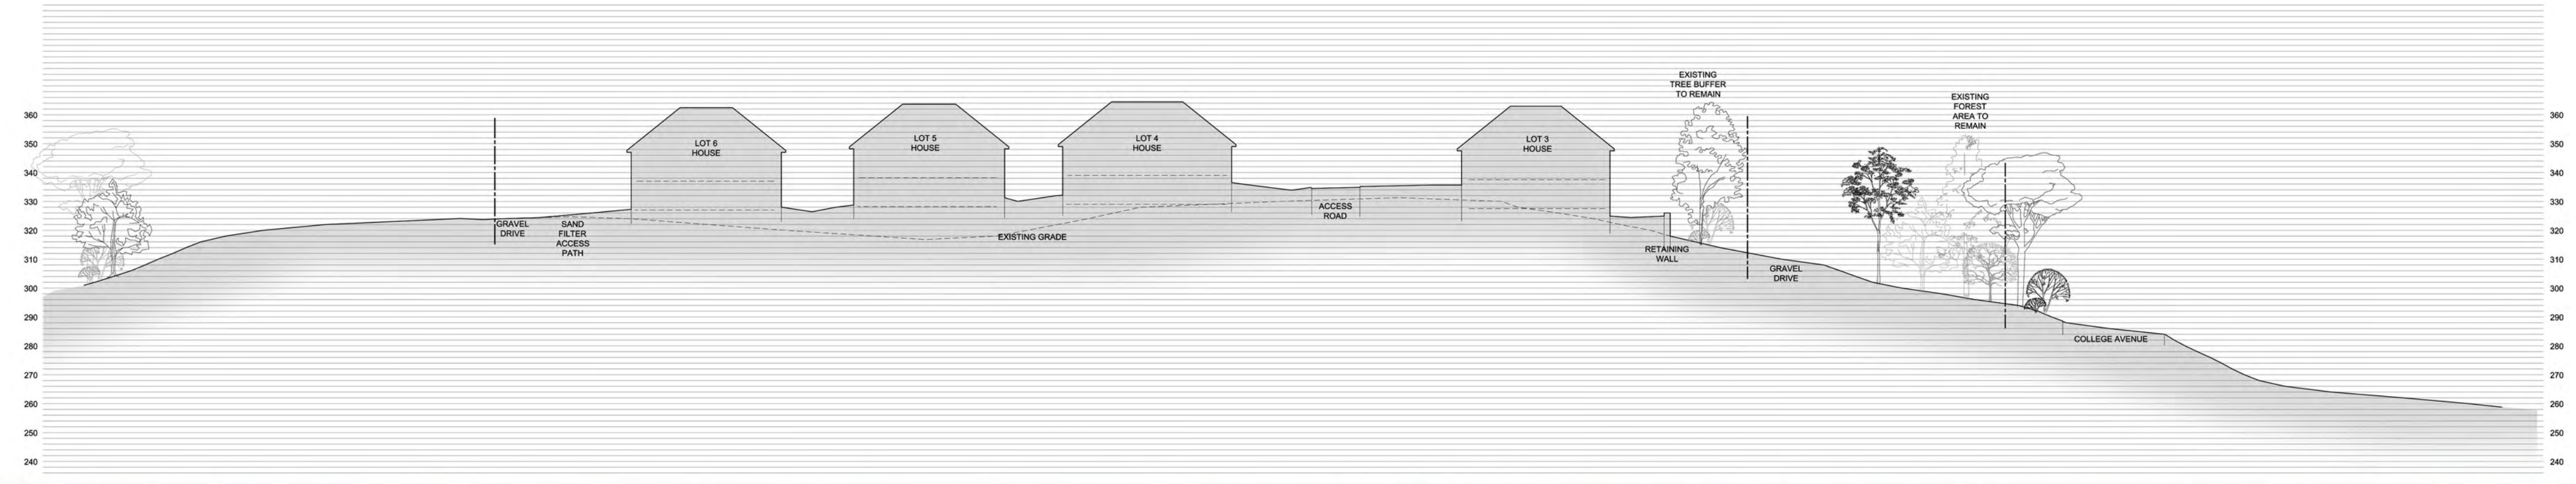 EXISTING
TREE BUFFER
TO REMAIN
EXISTING
FOREST
AREA TO
REMAIN
360
350
340
330
320
310
300
290
280
270
260
250
240
GRAVEL
DRIVE
SAND
FILTER
ACCESS
PATH
LOT 6
HOUSE
LOT 5
HOUSE
EXISTING GRADE
LOT 4
HOUSE
ACCESS
ROAD
LOT 3
HOUSE
RETAINING
WALL
GRAVEL
DRIVE
COLLEGE AVENUE
360
350
340
330
320
310
300
290
280
270
260
250
240